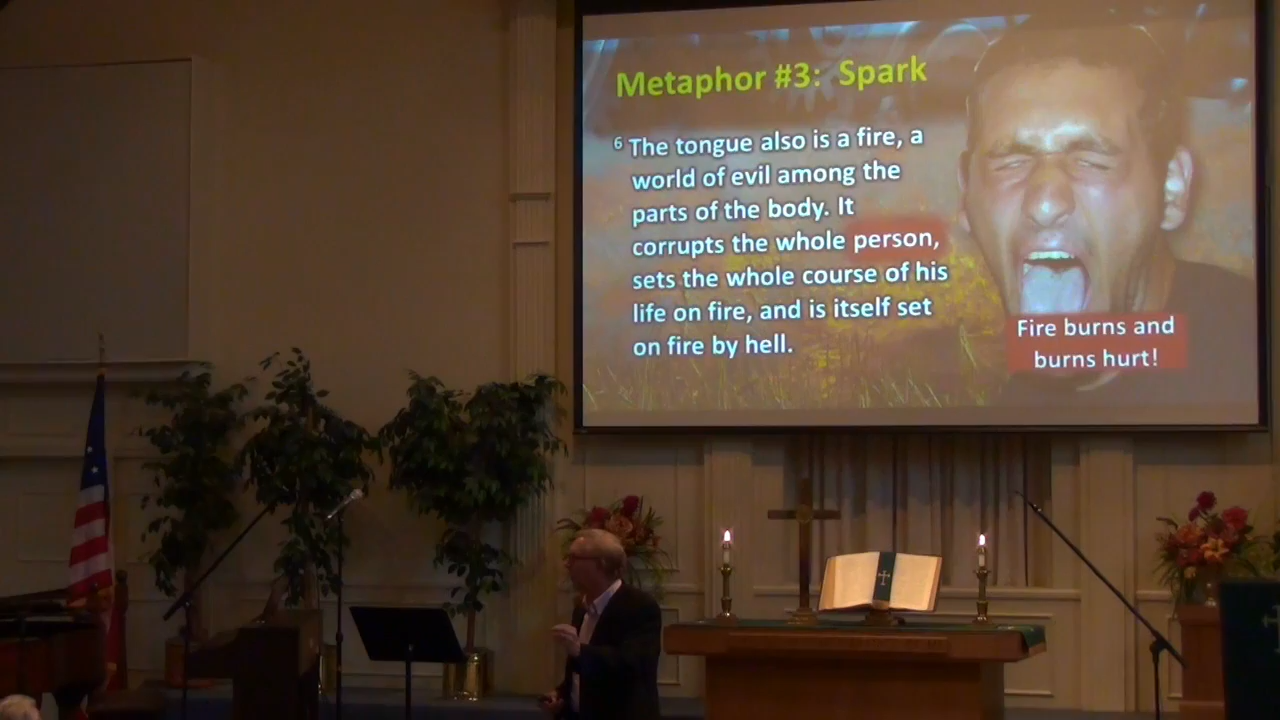 Metaphor #3: Spark
6 The tongue also is a fire, a
world of evil among the
parts of the body. It
corrupts the whole person,
sets the whole course of his
life on fire, and is itself set
on fire by hell.
Fire burns and
burns hurt!